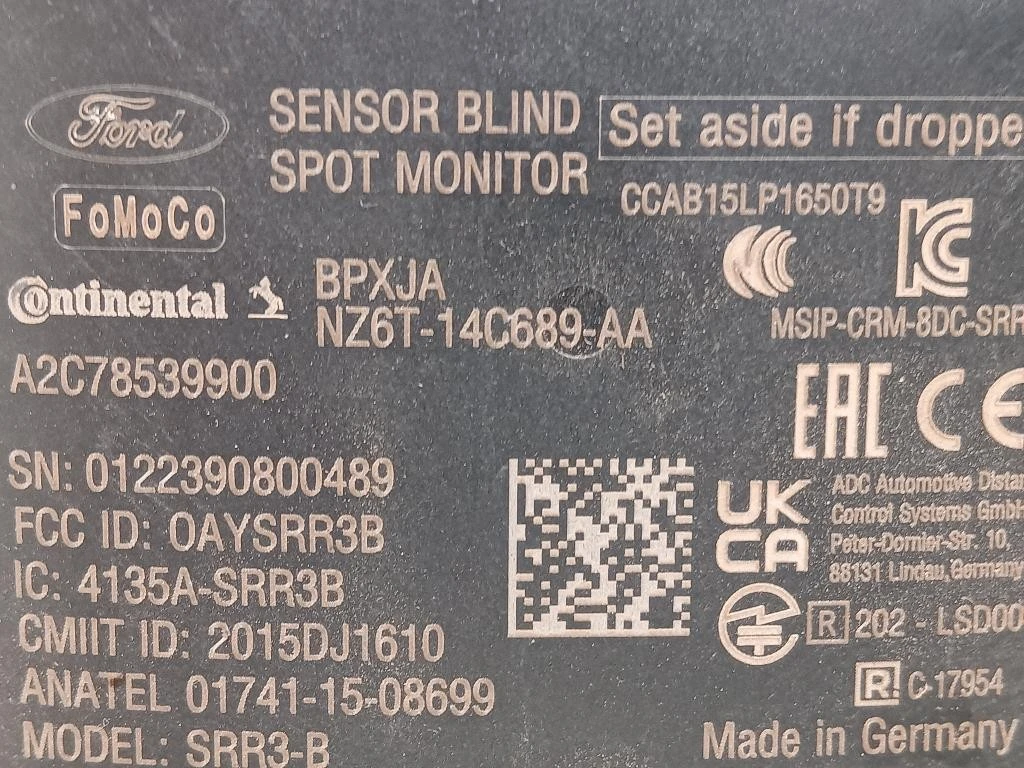 Ford
SENSOR BLIND
SPOT MONITOR
Set aside if droppe
FoMoCo
CCAB15LP1650T9
Continental
BPXJA
NZ6T-14C689-AA
MSIP-CRM-8DC-SRR
A2C78539900
EAC CE
SN: 0122390800489
FCC ID: OAYSRR3B
IC: 4135A-SRR3B
CMIIT ID: 2015DJ1610
ANATEL 01741-15-08699
MODEL: SRR3-B
UK
CA
ADC Automotive Distan
Control Systems GmbH
Peter-Dornier-Str. 10,
88131 Lindau, Germany
R 202 - LSD00
R! C-17954
Made in Germany